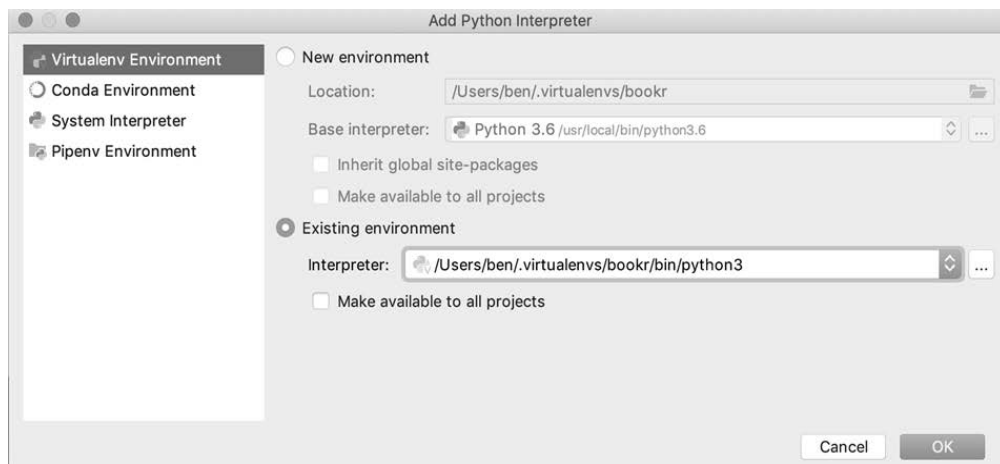 Add Python Interpreter
Virtualenv Environment
Conda Environment
System Interpreter
Pipenv Environment
New environment
Location: /Users/ben/.virtualenvs/bookr
Base interpreter: Python 3.6 /usr/local/bin/python3.6 ...
Inherit global site-packages
Make available to all projects
Existing environment
Interpreter: /Users/ben/.virtualenvs/bookr/bin/python3 ...
Make available to all projects
Cancel OK